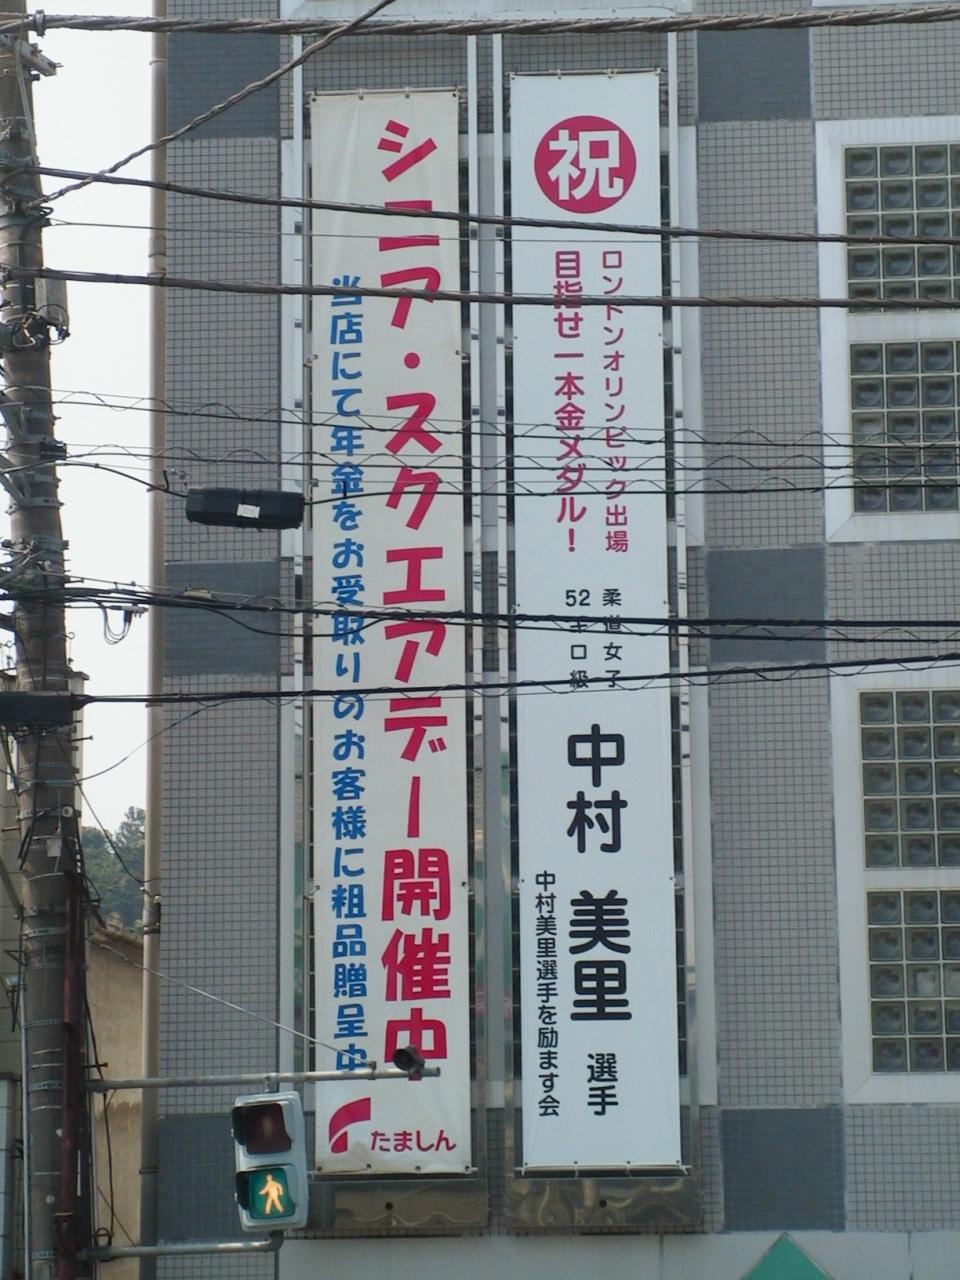 祝
ロンドンオリンピック出場
目指せ一本金メダル！
柔道女子
52キロ級
中村 美里 選手
中村美里選手を励ます会
シニア・スクエアデー開催中
当店にて年金をお受取りのお客様に粗品贈呈中
たましん